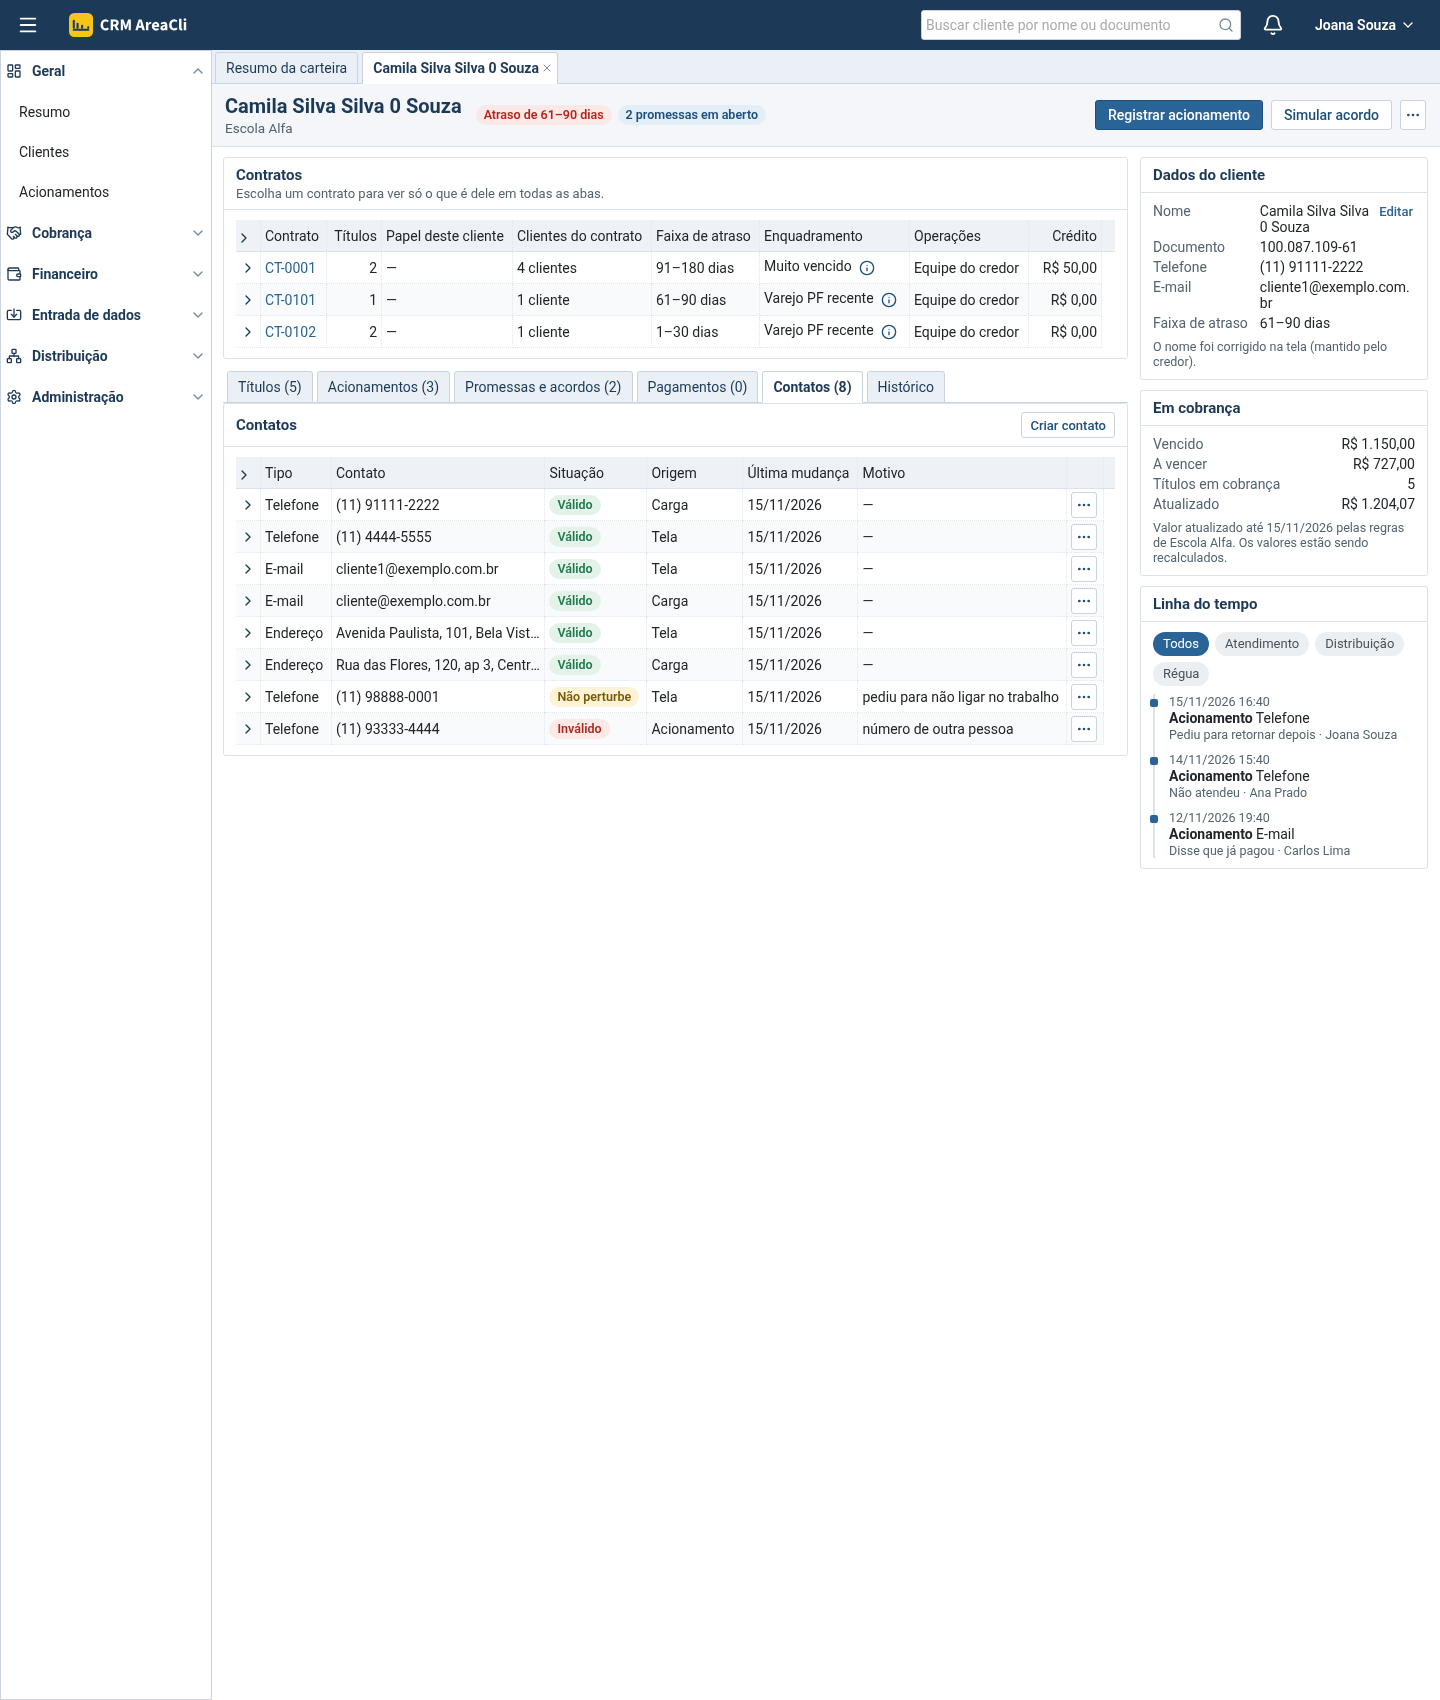 CRM AreaCli
Buscar cliente por nome ou documento
Joana Souza
Geral
Resumo
Clientes
Acionamentos
Cobrança
Financeiro
Entrada de dados
Distribuição
Administração
Resumo da carteira
Camila Silva Silva 0 Souza
Camila Silva Silva 0 Souza
Escola Alfa
Atraso de 61–90 dias
2 promessas em aberto
Registrar acionamento
Simular acordo
Contratos
Escolha um contrato para ver só o que é dele em todas as abas.
Contrato Títulos Papel deste cliente Clientes do contrato Faixa de atraso Enquadramento Operações Crédito
CT-0001 2 — 4 clientes 91–180 dias Muito vencido Equipe do credor R$ 50,00
CT-0101 1 — 1 cliente 61–90 dias Varejo PF recente Equipe do credor R$ 0,00
CT-0102 2 — 1 cliente 1–30 dias Varejo PF recente Equipe do credor R$ 0,00
Títulos (5) Acionamentos (3) Promessas e acordos (2) Pagamentos (0) Contatos (8) Histórico
Contatos
Criar contato
Tipo Contato Situação Origem Última mudança Motivo
Telefone (11) 91111-2222 Válido Carga 15/11/2026 —
Telefone (11) 4444-5555 Válido Tela 15/11/2026 —
E-mail cliente1@exemplo.com.br Válido Tela 15/11/2026 —
E-mail cliente@exemplo.com.br Válido Carga 15/11/2026 —
Endereço Avenida Paulista, 101, Bela Vist... Válido Tela 15/11/2026 —
Endereço Rua das Flores, 120, ap 3, Centr... Válido Carga 15/11/2026 —
Telefone (11) 98888-0001 Não perturbe Tela 15/11/2026 pediu para não ligar no trabalho
Telefone (11) 93333-4444 Inválido Acionamento 15/11/2026 número de outra pessoa
Dados do cliente
Nome Camila Silva Silva Editar
0 Souza
Documento 100.087.109-61
Telefone (11) 91111-2222
E-mail cliente1@exemplo.com.
br
Faixa de atraso 61–90 dias
O nome foi corrigido na tela (mantido pelo
credor).
Em cobrança
Vencido R$ 1.150,00
A vencer R$ 727,00
Títulos em cobrança 5
Atualizado R$ 1.204,07
Valor atualizado até 15/11/2026 pelas regras
de Escola Alfa. Os valores estão sendo
recalculados.
Linha do tempo
Todos Atendimento Distribuição
Régua
15/11/2026 16:40
Acionamento Telefone
Pediu para retornar depois · Joana Souza
14/11/2026 15:40
Acionamento Telefone
Não atendeu · Ana Prado
12/11/2026 19:40
Acionamento E-mail
Disse que já pagou · Carlos Lima